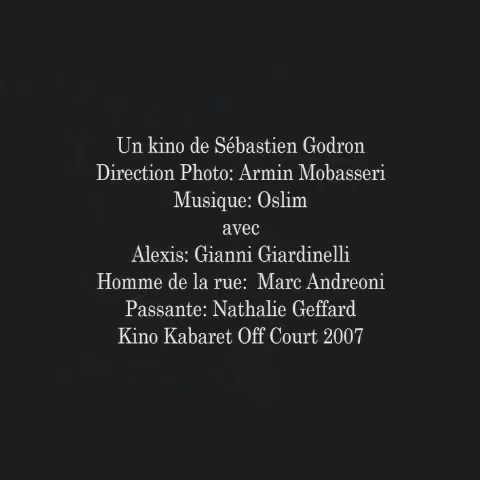 Un kino de Sébastien Godron
Direction Photo: Armin Mobasseri
Musique: Oslim
avec
Alexis: Gianni Giardinelli
Homme de la rue:  Marc Andreoni
Passante: Nathalie Geffard
Kino Kabaret Off Court 2007